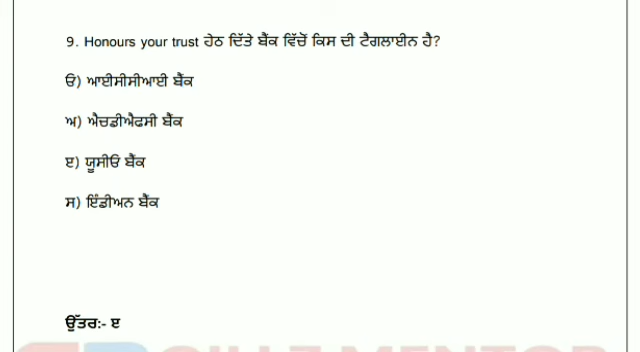 9. Honours your trust ਹੇਠ ਦਿੱਤੇ ਬੈਂਕ ਵਿੱਚੋਂ ਕਿਸ ਦੀ ਟੈਗਲਾਈਨ ਹੈ?
ੳ) ਆਈਸੀਸੀਆਈ ਬੈਂਕ
ਅ) ਐਚਡੀਐਫਸੀ ਬੈਂਕ
ੲ) ਯੂਸੀਓ ਬੈਂਕ
ਸ) ਇੰਡੀਅਨ ਬੈਂਕ
ਉੱਤਰ:- ੲ